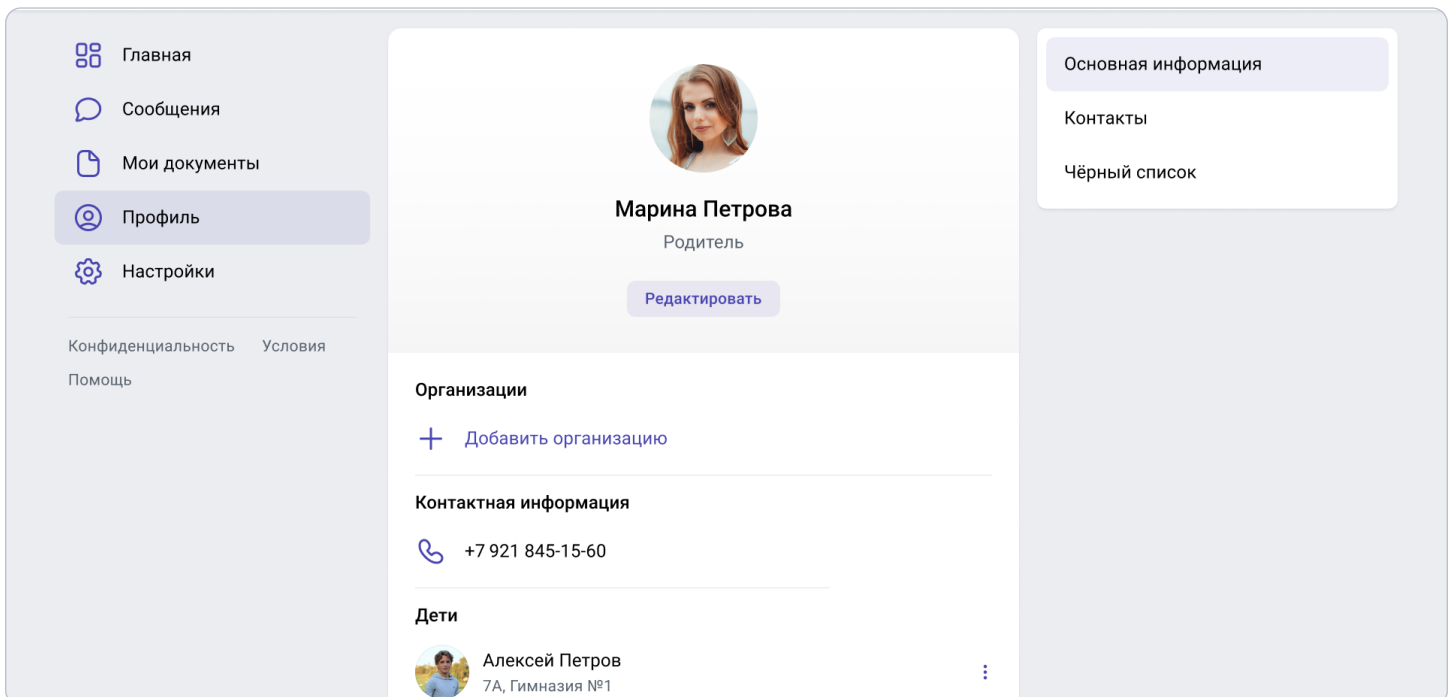 Главная
Сообщения
Мои документы
Профиль
Настройки
Конфиденциальность Условия
Помощь
Марина Петрова
Родитель
Редактировать
Организации
Добавить организацию
Контактная информация
+7 921 845-15-60
Дети
Алексей Петров
7А, Гимназия №1
Основная информация
Контакты
Чёрный список